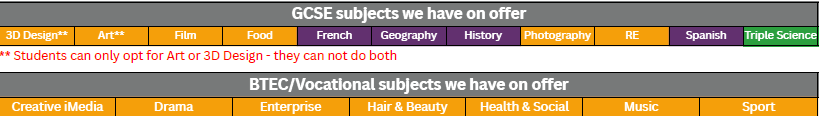 GCSE subjects we have on offer
3D Design** Art** Film Food French Geography History Photography RE Spanish Triple Science
** Students can only opt for Art or 3D Design - they can not do both
BTEC/Vocational subjects we have on offer
Creative iMedia Drama Enterprise Hair & Beauty Health & Social Music Sport